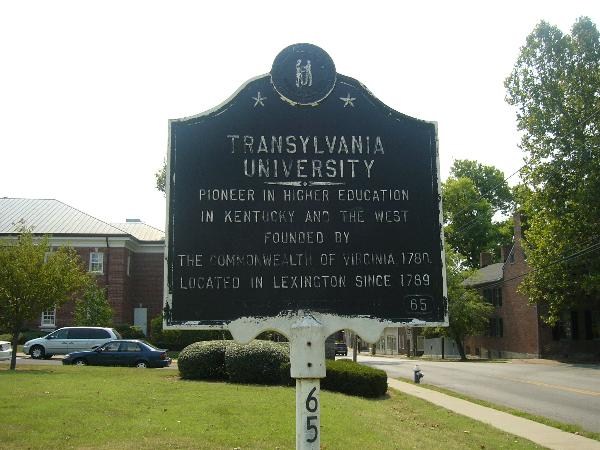 TRANSYLVANIA
UNIVERSITY
PIONEER IN HIGHER EDUCATION
IN KENTUCKY AND THE WEST
FOUNDED BY
THE COMMONWEALTH OF VIRGINIA, 1780.
LOCATED IN LEXINGTON SINCE 1789
65
65